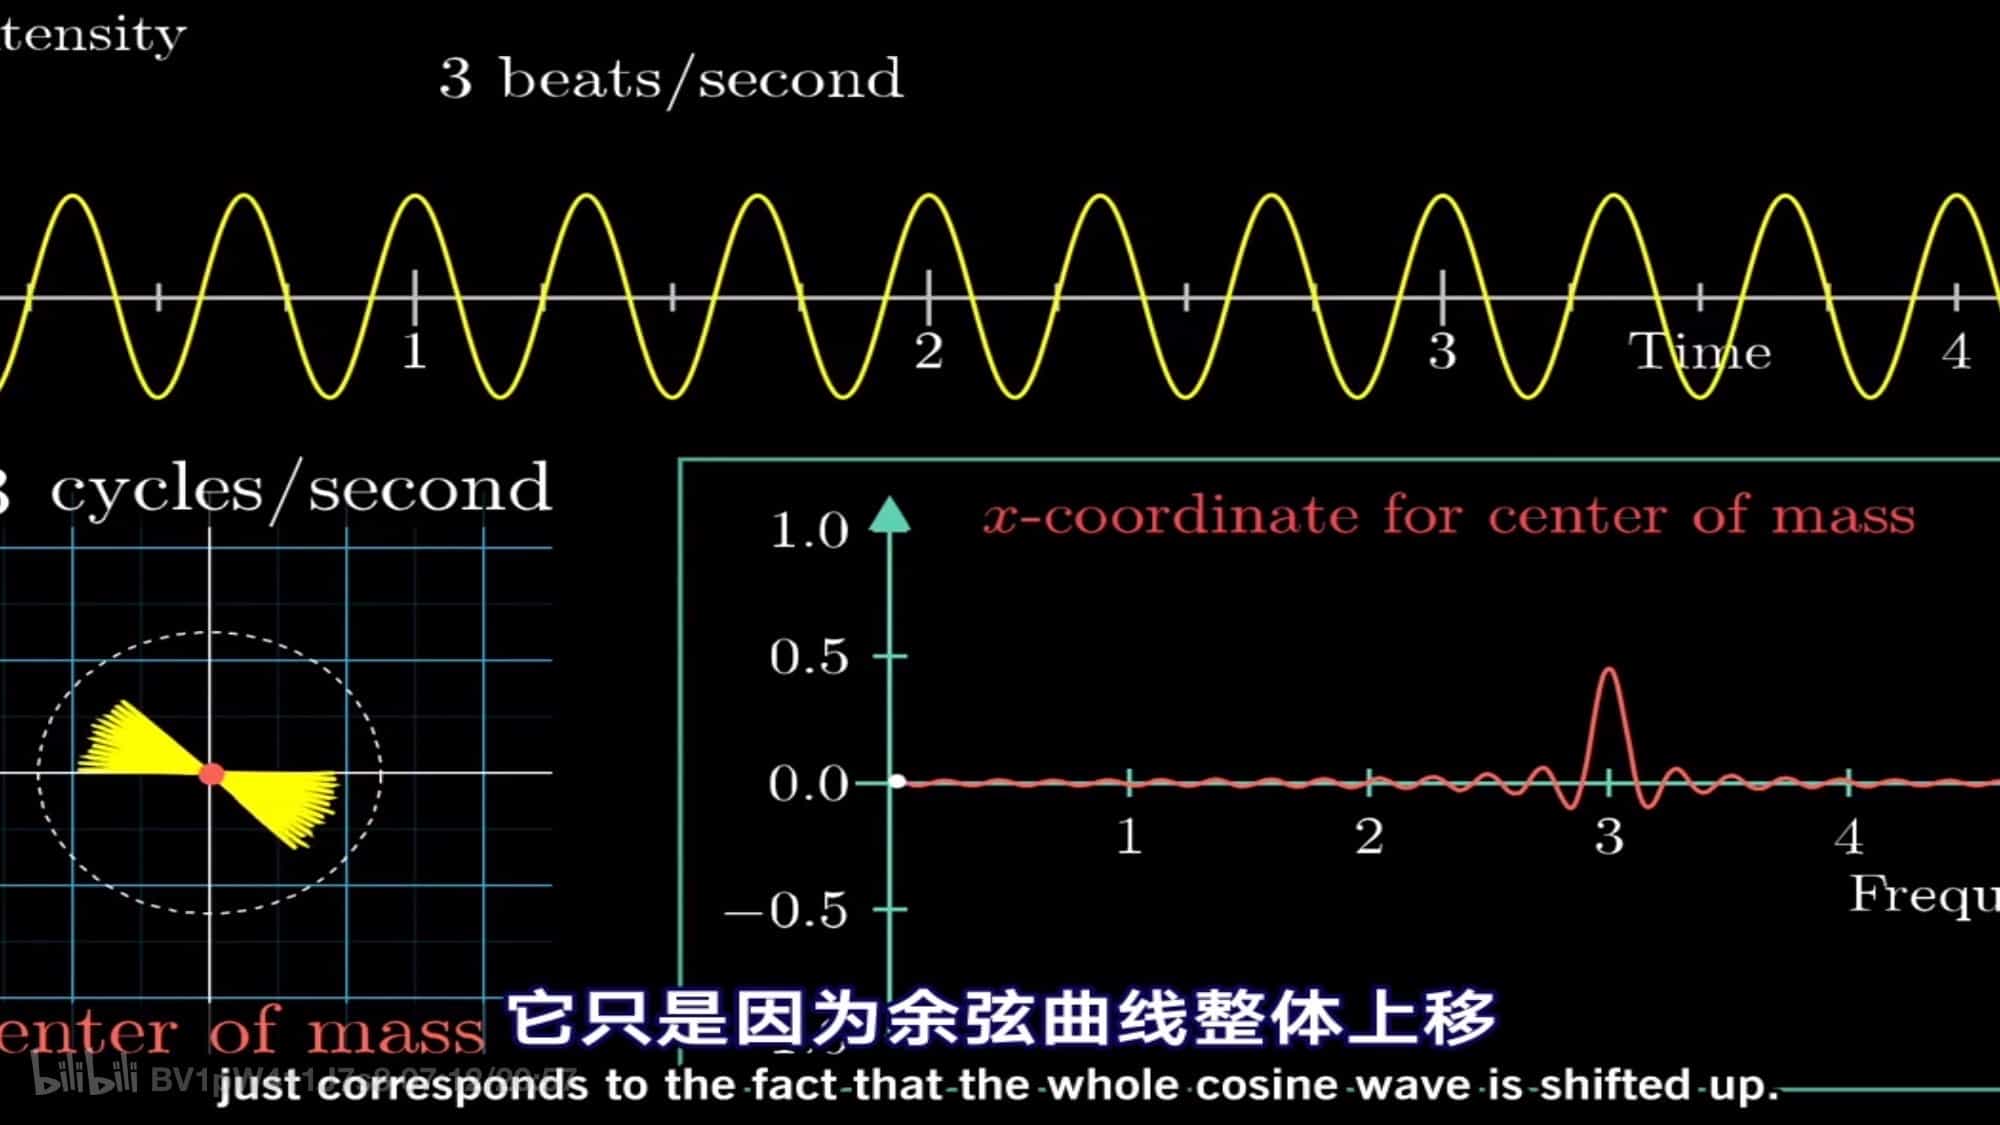 tensity
3 beats/second
1
2
3
Time
4
cycles/second
1.0
x-coordinate for center of mass
0.5
0.0
1
2
3
4
Frequ
−0.5
enter of mass
它只是因为余弦曲线整体上移
bilibili
just corresponds to the fact that the whole cosine wave is shifted up.